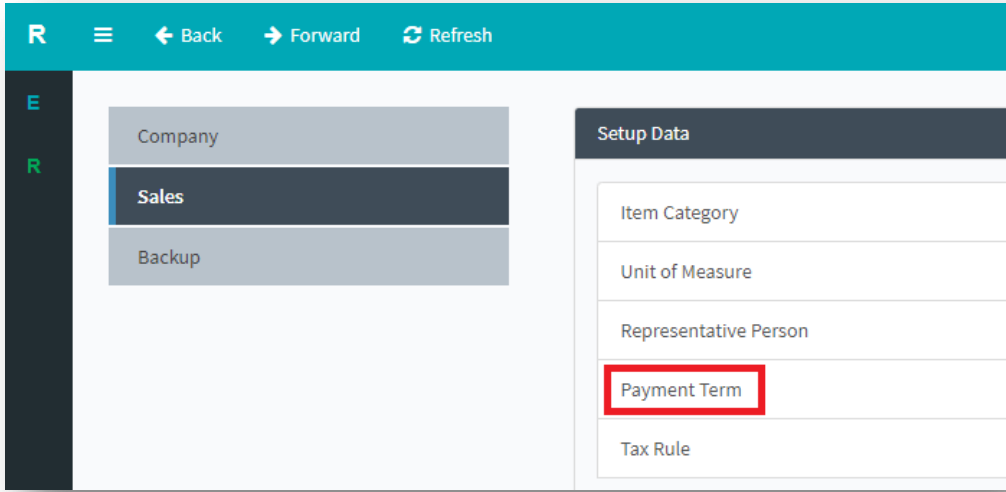 R Back Forward Refresh
E
R
Company
Sales
Backup
Setup Data
Item Category
Unit of Measure
Representative Person
Payment Term
Tax Rule